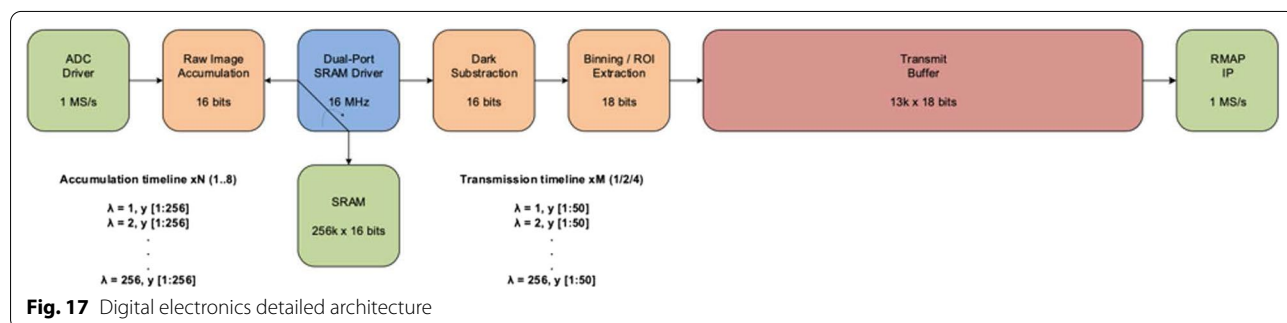 ADC
Driver
1 MS/s
Raw Image
Accumulation
16 bits
Dual-Port
SRAM Driver
16 MHz
Dark
Substraction
16 bits
Binning / ROI
Extraction
18 bits
Transmit
Buffer
13k x 18 bits
RMAP
IP
1 MS/s
Accumulation timeline xN (1..8)
λ = 1, y [1:256]
λ = 2, y [1:256]
.
.
.
λ = 256, y [1:256]
SRAM
256k x 16 bits
Transmission timeline xM (1/2/4)
λ = 1, y [1:50]
λ = 2, y [1:50]
.
.
.
λ = 256, y [1:50]
Fig. 17 Digital electronics detailed architecture